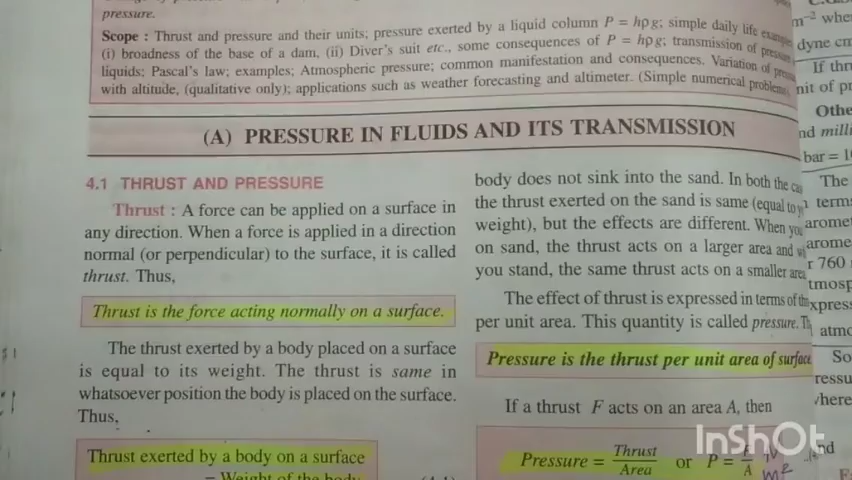 pressure.
Scope : Thrust and pressure and their units; pressure exerted by a liquid column P = hρg; simple daily life
(i) broadness of the base of a dam, (ii) Diver's suit etc., some consequences of P = hρg; transmission of
liquids; Pascal's law; examples; Atmospheric pressure; common manifestation and consequences. Variation of
with altitude, (qualitative only); applications such as weather forecasting and altimeter. (Simple numerical
(A) PRESSURE IN FLUIDS AND ITS TRANSMISSION
4.1 THRUST AND PRESSURE
Thrust : A force can be applied on a surface in
any direction. When a force is applied in a direction
normal (or perpendicular) to the surface, it is called
thrust. Thus,
Thrust is the force acting normally on a surface.
The thrust exerted by a body placed on a surface
is equal to its weight. The thrust is same in
whatsoever position the body is placed on the surface.
Thus,
Thrust exerted by a body on a surface
= Weight of the body
body does not sink into the sand. In both the
the thrust exerted on the sand is same (equal to
weight), but the effects are different. When you
on sand, the thrust acts on a larger area and
you stand, the same thrust acts on a smaller area
The effect of thrust is expressed in terms of
per unit area. This quantity is called pressure.
Pressure is the thrust per unit area of surface
If a thrust F acts on an area A, then
Pressure = Thrust/Area or P = F/A
m⁻² 
dyne
If
of
Othe
bar =
The
760
So
InShOt